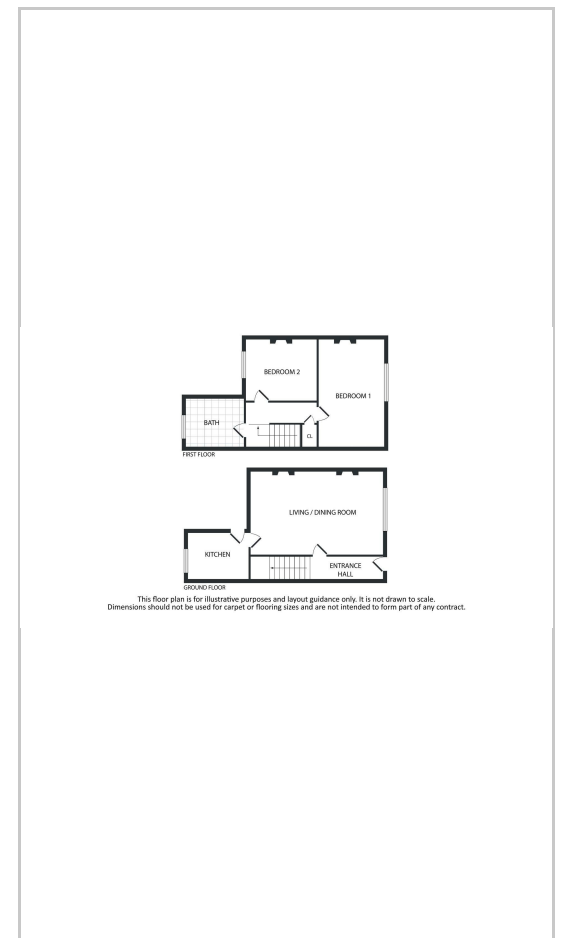 BEDROOM 2
BEDROOM 1
BATH
CL
FIRST FLOOR
LIVING / DINING ROOM
KITCHEN
ENTRANCE
HALL
GROUND FLOOR
This floor plan is for illustrative purposes and layout guidance only. It is not drawn to scale.
Dimensions should not be used for carpet or flooring sizes and are not intended to form part of any contract.